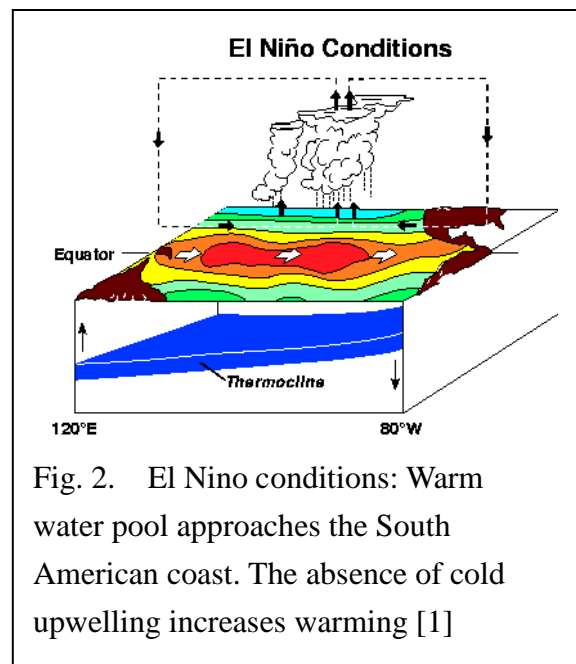 El Niño Conditions
Equator
Thermocline
120°E 80°W
Fig. 2. El Nino conditions: Warm
water pool approaches the South
American coast. The absence of cold
upwelling increases warming [1]